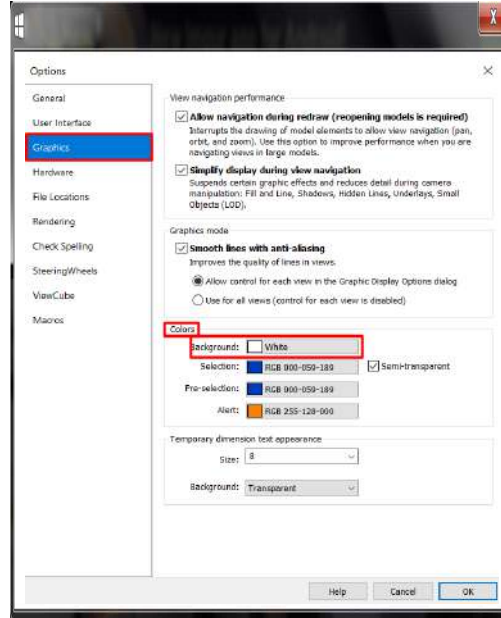 Options
General
User Interface
Graphics
Hardware
File Locations
Rendering
Check Spelling
SteeringWheels
ViewCube
Macros
View navigation performance
Allow navigation during redraw (reopening models is required)
Interrupts the drawing of model elements to allow view navigation (pan,
orbit, and zoom). Use this option to improve performance when you are
navigating views in large models.
Simplify display during view navigation
Suspends certain graphic effects and reduces detail during camera
manipulation: Fill and Line, Shadows, Hidden Lines, Underlays, Small
Objects (LOD).
Graphics mode
Smooth lines with anti-aliasing
Improves the quality of lines in views.
Allow control for each view in the Graphic Display Options dialog
Use for all views (control for each view is disabled)
Colors
Background: White
Selection: RGB 000-059-189 Semi-transparent
Pre-selection: RGB 000-059-189
Alert: RGB 255-128-000
Temporary dimension text appearance
Size: 8
Background: Transparent
Help Cancel OK